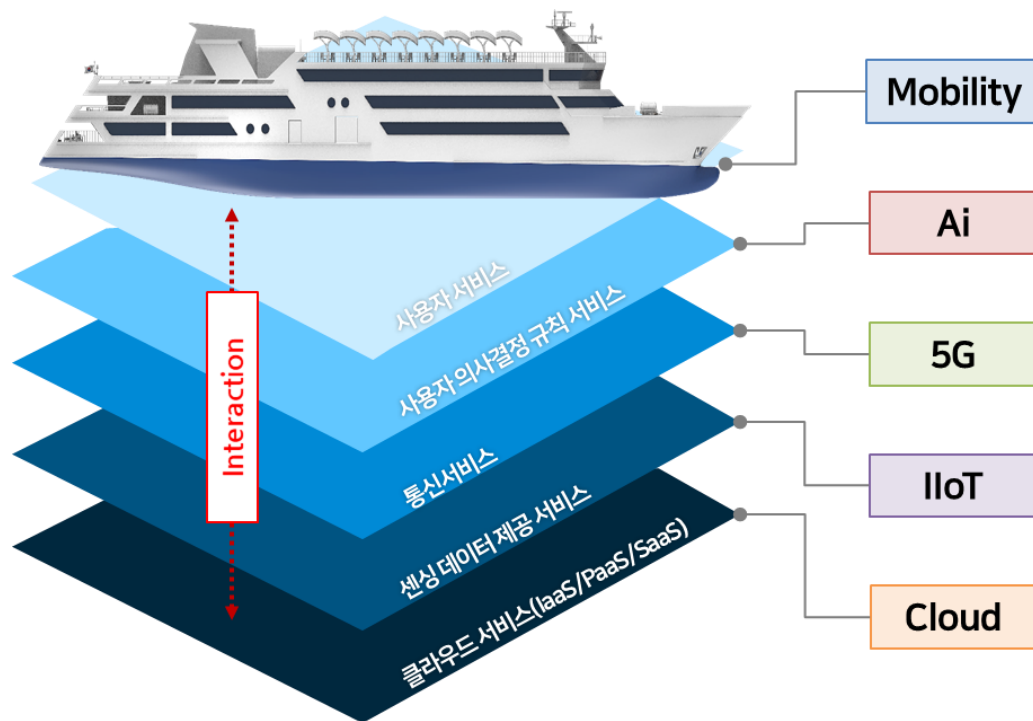 Mobility
사용자 서비스
Ai
사용자 의사결정 규칙 서비스
5G
통신서비스
IIoT
센싱 데이터 제공 서비스
Cloud
클라우드 서비스(IaaS/PaaS/SaaS)
Interaction